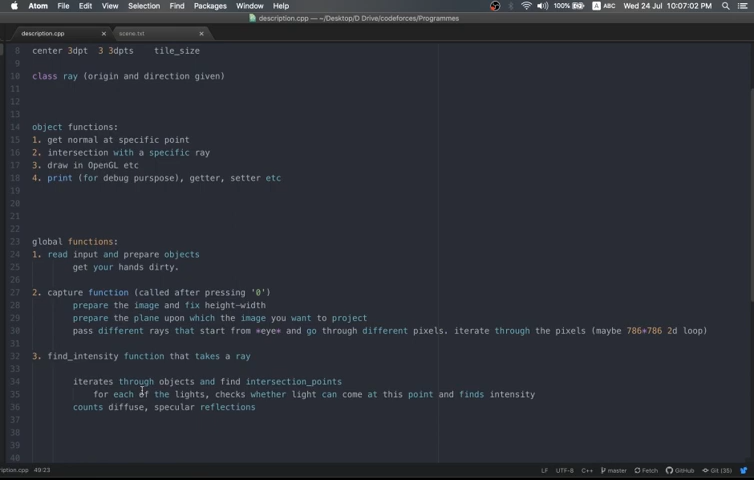 Atom File Edit View Selection Find Packages Window Help 100% A ABC Wed 24 Jul 10:07:02 PM
description.cpp — ~/Desktop/D Drive/codeforces/Programmes
description.cpp scene.txt
8 center 3dpt 3 3dpts tile_size
9
10 class ray (origin and direction given)
11
12
13
14 object functions:
15 1. get normal at specific point
16 2. intersection with a specific ray
17 3. draw in OpenGL etc
18 4. print (for debug purspose), getter, setter etc
19
20
21
22
23 global functions:
24 1. read input and prepare objects
25 get your hands dirty.
26
27 2. capture function (called after pressing '0')
28 prepare the image and fix height-width
29 prepare the plane upon which the image you want to project
30 pass different rays that start from *eye* and go through different pixels. iterate through the pixels (maybe 786*786 2d loop)
31
32 3. find_intensity function that takes a ray
33
34 iterates through objects and find intersection_points
35 for each of the lights, checks whether light can come at this point and finds intensity
36 counts diffuse, specular reflections
37
38
39
40
ription.cpp 49:23 LF UTF-8 C++ master Fetch GitHub Git (35)